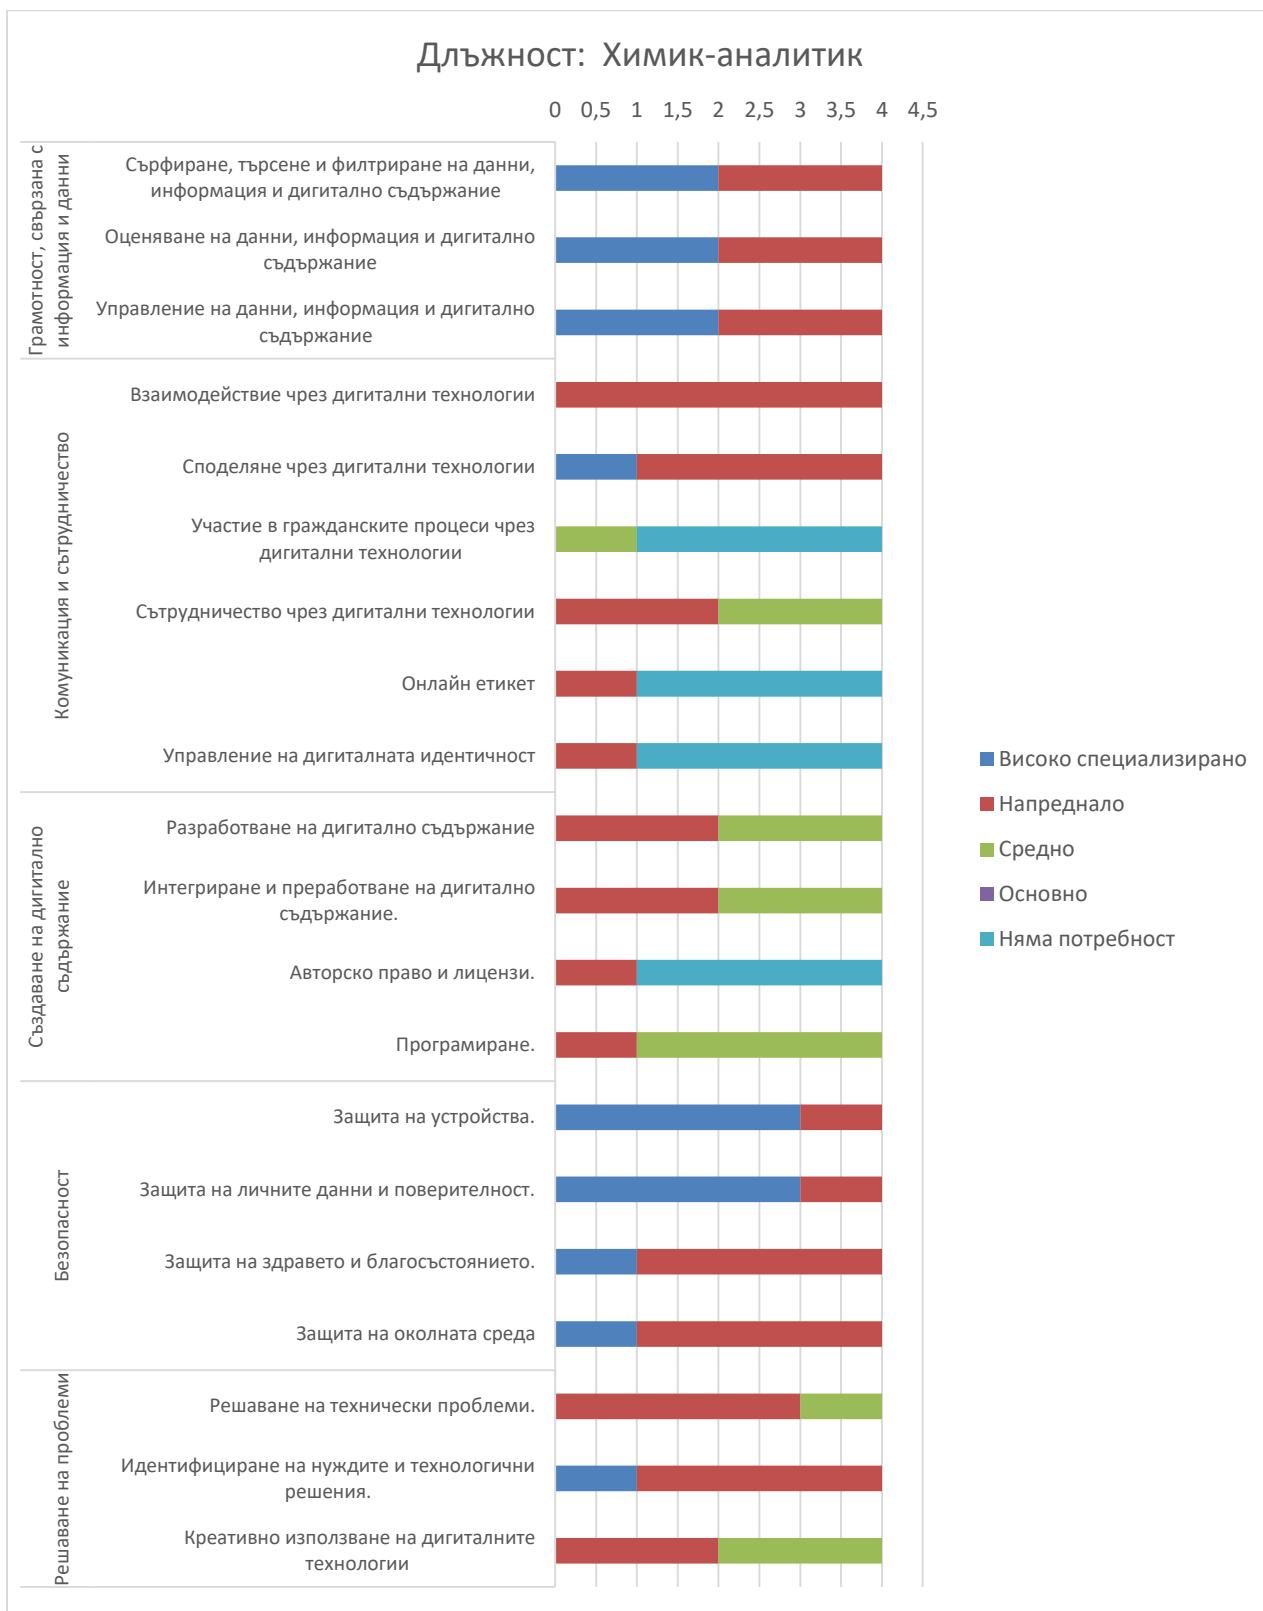 Длъжност:  Химик-аналитик
0 0,5 1 1,5 2 2,5 3 3,5 4 4,5
Грамотност, свързана с
информация и данни
Сърфиране, търсене и филтриране на данни,
информация и дигитално съдържание
Оценяване на данни, информация и дигитално
съдържание
Управление на данни, информация и дигитално
съдържание
Комуникация и сътрудничество
Взаимодействие чрез дигитални технологии
Споделяне чрез дигитални технологии
Участие в гражданските процеси чрез
дигитални технологии
Сътрудничество чрез дигитални технологии
Онлайн етикет
Управление на дигиталната идентичност
Създаване на дигитално
съдържание
Разработване на дигитално съдържание
Интегриране и преработване на дигитално
съдържание.
Авторско право и лицензи.
Програмиране.
Безопасност
Защита на устройства.
Защита на личните данни и поверителност.
Защита на здравето и благосъстоянието.
Защита на околната среда
Решаване на проблеми
Решаване на технически проблеми.
Идентифициране на нуждите и технологични
решения.
Креативно използване на дигиталните
технологии
Високо специализирано
Напреднало
Средно
Основно
Няма потребност